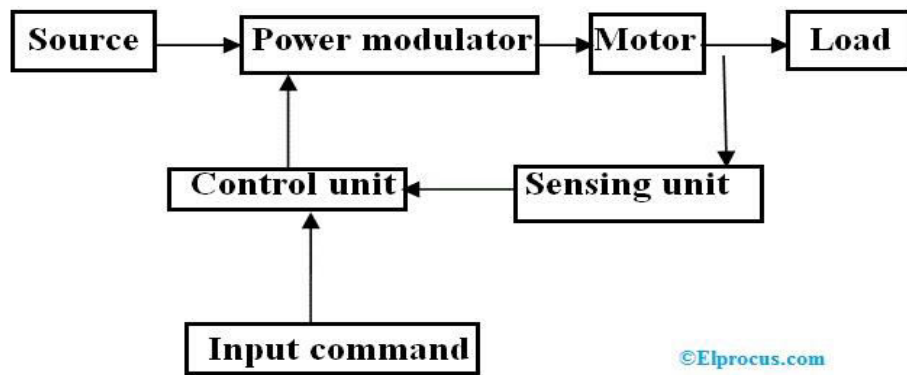 Source
Power modulator
Motor
Load
Control unit
Sensing unit
Input command
©Elprocus.com